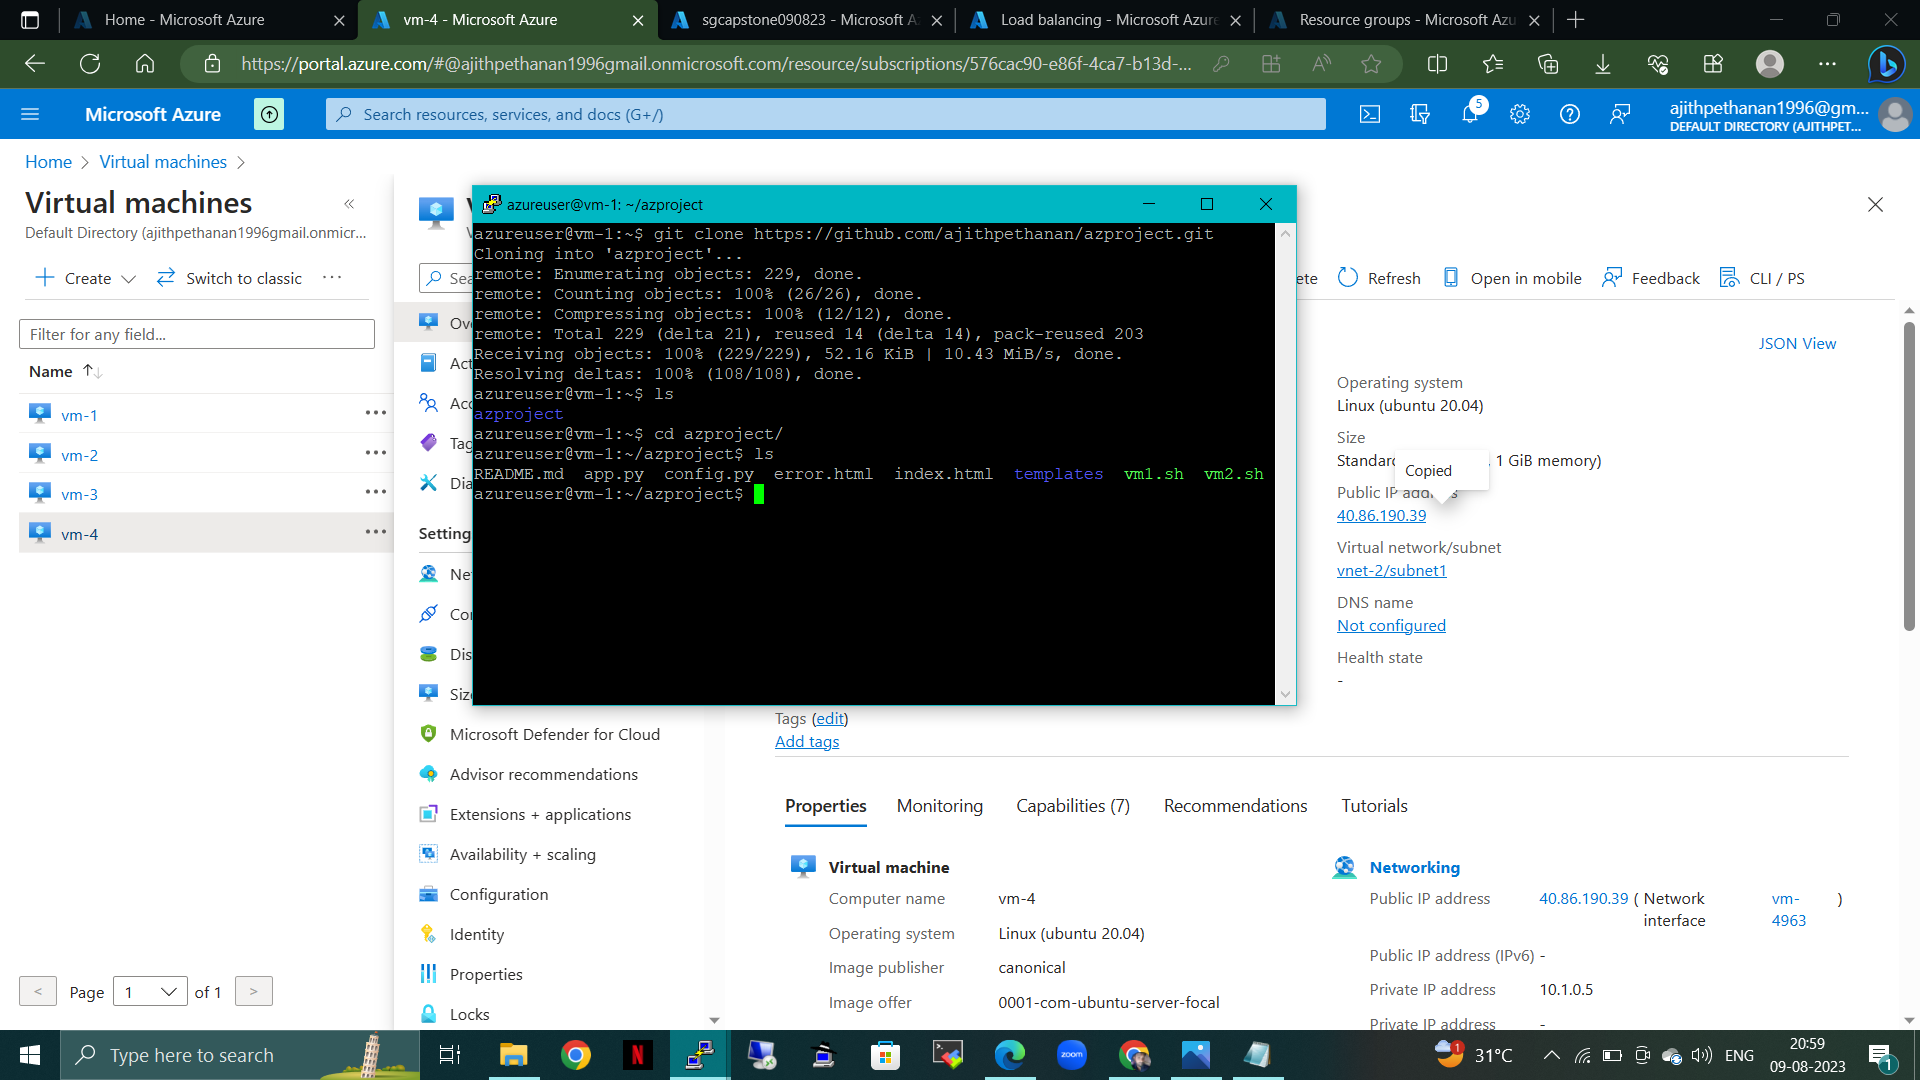 Home - Microsoft Azure
vm-4 - Microsoft Azure
sgcapstone090823 - Microsoft A
Load balancing - Microsoft Azure
Resource groups - Microsoft Azu
https://portal.azure.com/#@ajithpethanan1996gmail.onmicrosoft.com/resource/subscriptions/576cac90-e86f-4ca7-b13d-...
Microsoft Azure
Search resources, services, and docs (G+/)
5
ajithpethanan1996@gm...
DEFAULT DIRECTORY (AJITHPET...
Home > Virtual machines >
Virtual machines
Default Directory (ajithpethanan1996gmail.onmicr...
Create
Switch to classic
Filter for any field...
Name
vm-1
vm-2
vm-3
vm-4
< Page 1 of 1 >
Sea
Ove
Act
Acc
Tag
Dia
Setting
Net
Con
Dis
Size
Microsoft Defender for Cloud
Advisor recommendations
Extensions + applications
Availability + scaling
Configuration
Identity
Properties
Locks
azureuser@vm-1: ~/azproject
azureuser@vm-1:~$ git clone https://github.com/ajithpethanan/azproject.git
Cloning into 'azproject'...
remote: Enumerating objects: 229, done.
remote: Counting objects: 100% (26/26), done.
remote: Compressing objects: 100% (12/12), done.
remote: Total 229 (delta 21), reused 14 (delta 14), pack-reused 203
Receiving objects: 100% (229/229), 52.16 KiB | 10.43 MiB/s, done.
Resolving deltas: 100% (108/108), done.
azureuser@vm-1:~$ ls
azproject
azureuser@vm-1:~$ cd azproject/
azureuser@vm-1:~/azproject$ ls
README.md app.py config.py error.html index.html templates vm1.sh vm2.sh
azureuser@vm-1:~/azproject$
ete
Refresh
Open in mobile
Feedback
CLI / PS
JSON View
Operating system
Linux (ubuntu 20.04)
Size
Standard , 1 GiB memory)
Copied
Public IP address
40.86.190.39
Virtual network/subnet
vnet-2/subnet1
DNS name
Not configured
Health state
-
Tags (edit)
Add tags
Properties Monitoring Capabilities (7) Recommendations Tutorials
Virtual machine
Computer name vm-4
Operating system Linux (ubuntu 20.04)
Image publisher canonical
Image offer 0001-com-ubuntu-server-focal
Networking
Public IP address 40.86.190.39 ( Network interface vm-4963 )
Public IP address (IPv6) -
Private IP address 10.1.0.5
Private IP address -
Type here to search
N
zoom
1
31°C
ENG
20:59
09-08-2023
1